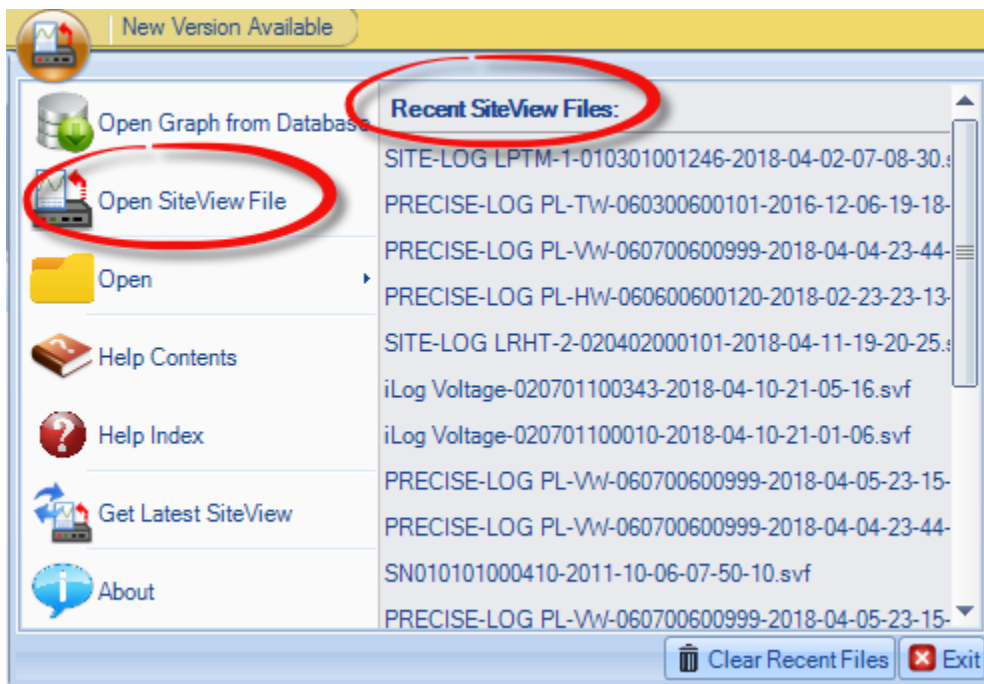 New Version Available
Open Graph from Database
Open SiteView File
Open
Help Contents
Help Index
Get Latest SiteView
About
Recent SiteView Files:
SITE-LOG LPTM-1-010301001246-2018-04-02-07-08-30.s
PRECISE-LOG PL-TW-060300600101-2016-12-06-19-18-
PRECISE-LOG PL-VW-060700600999-2018-04-04-23-44-
PRECISE-LOG PL-HW-060600600120-2018-02-23-23-13-
SITE-LOG LRHT-2-020402000101-2018-04-11-19-20-25.s
iLog Voltage-020701100343-2018-04-10-21-05-16.svf
iLog Voltage-020701100010-2018-04-10-21-01-06.svf
PRECISE-LOG PL-VW-060700600999-2018-04-05-23-15-
PRECISE-LOG PL-VW-060700600999-2018-04-04-23-44-
SN010101000410-2011-10-06-07-50-10.svf
PRECISE-LOG PL-VW-060700600999-2018-04-05-23-15-
Clear Recent Files
Exit